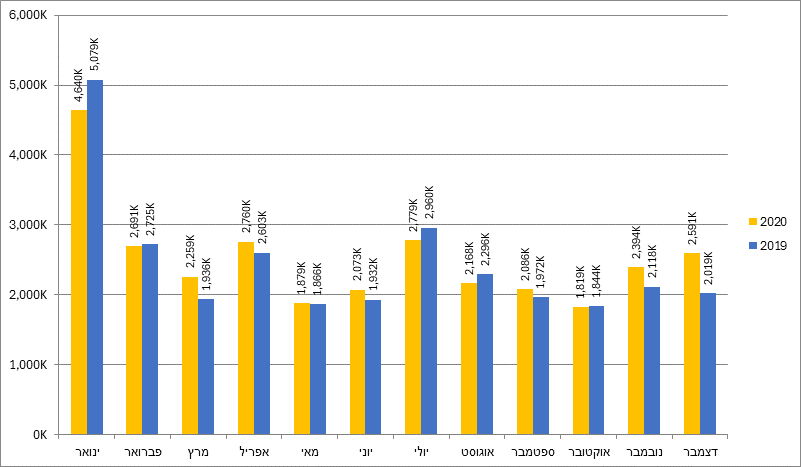 6,000K
5,000K
4,000K
3,000K
2,000K
1,000K
0K
4,640K
5,079K
2,691K
2,725K
2,259K
1,936K
2,760K
2,603K
1,879K
1,866K
2,073K
1,932K
2,779K
2,960K
2,168K
2,296K
2,086K
1,972K
1,819K
1,844K
2,394K
2,118K
2,591K
2,019K
ינואר
פברואר
מרץ
אפריל
מאי
יוני
יולי
אוגוסט
ספטמבר
אוקטובר
נובמבר
דצמבר
2020
2019